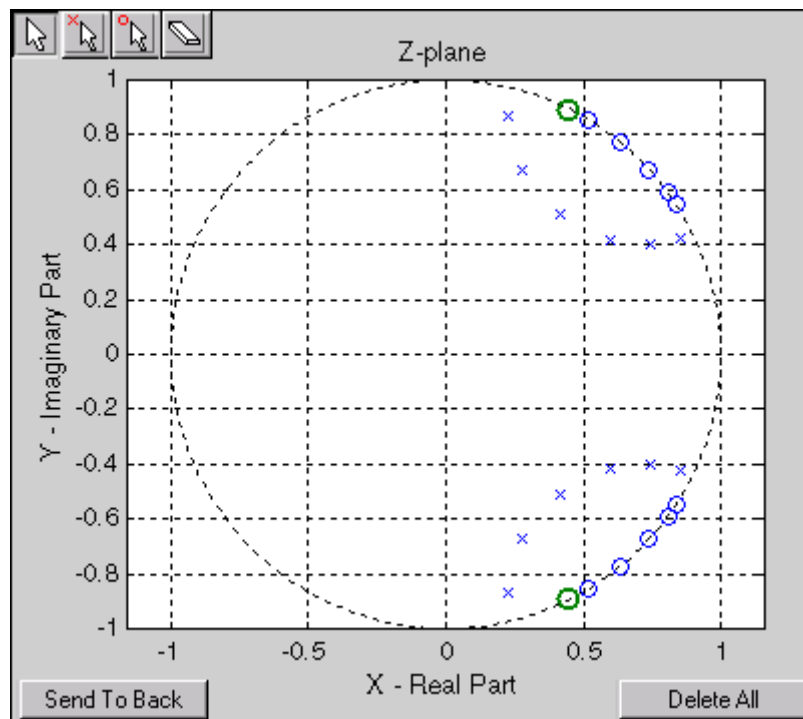 Z-plane
1
0.8
0.6
0.4
0.2
0
-0.2
-0.4
-0.6
-0.8
-1
Y - Imaginary Part
-1 -0.5 0 0.5 1
X - Real Part
Send To Back
Delete All